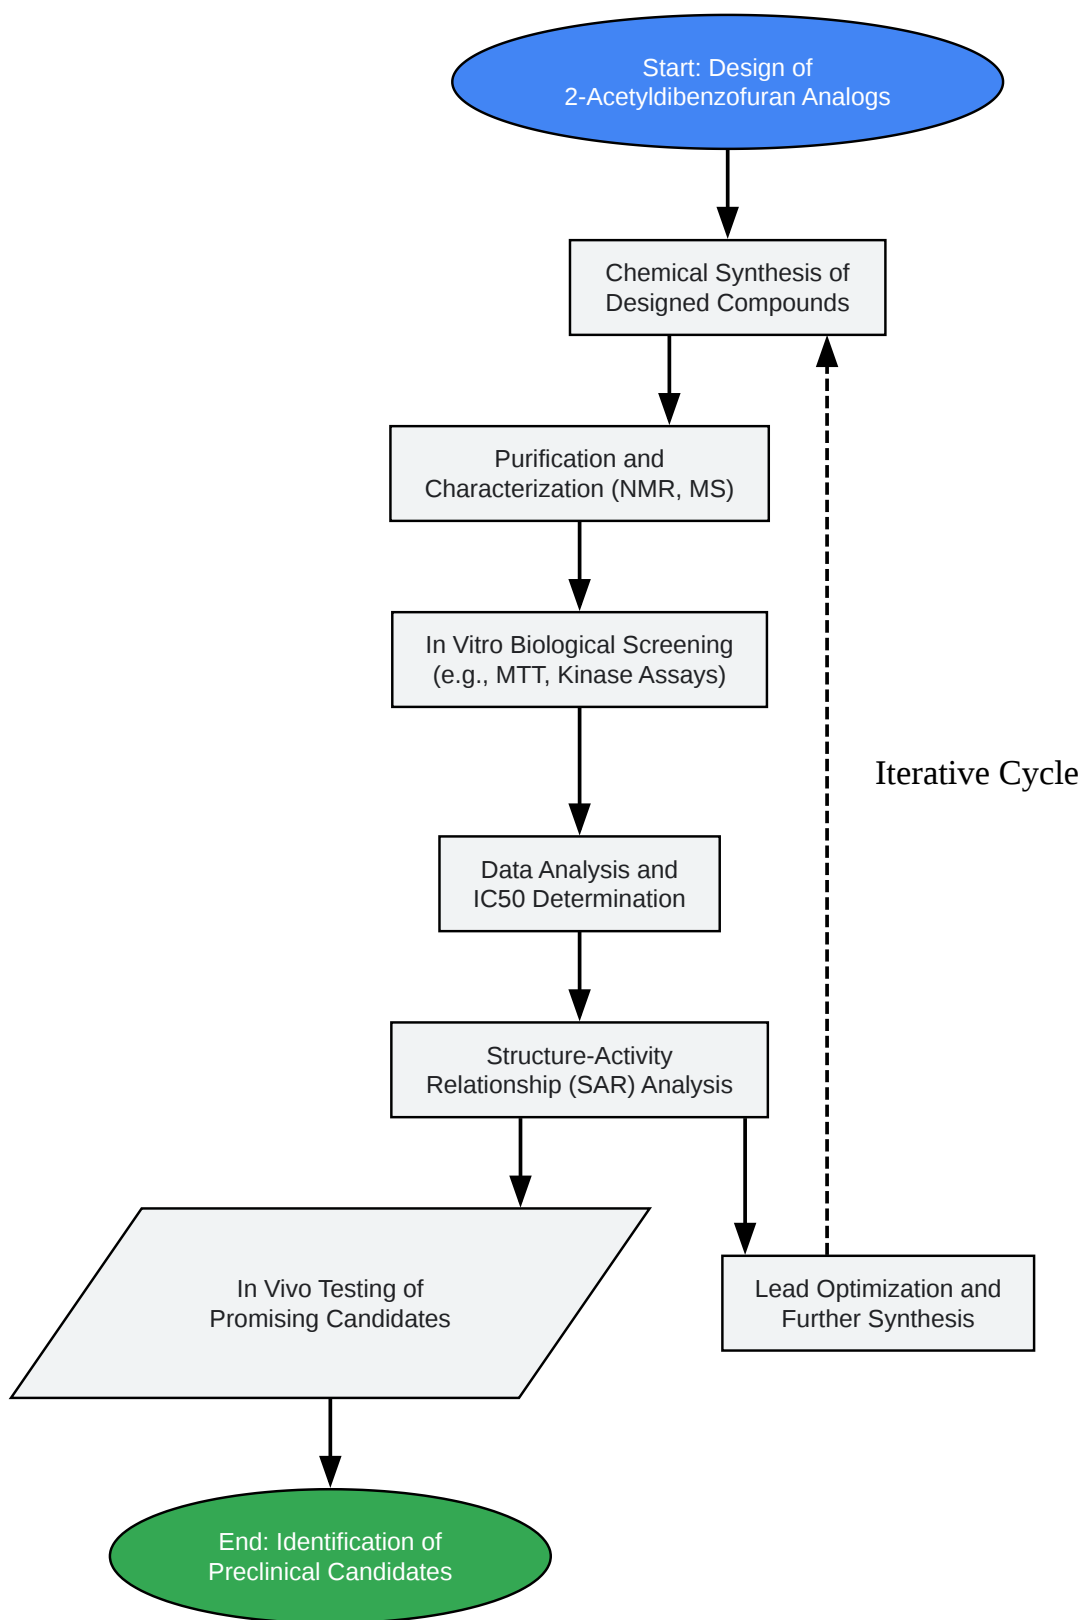 Start: Design of
2-Acetyldibenzofuran Analogs
Chemical Synthesis of
Designed Compounds
Purification and
Characterization (NMR, MS)
In Vitro Biological Screening
(e.g., MTT, Kinase Assays)
Iterative Cycle
Data Analysis and
IC50 Determination
Structure-Activity
Relationship (SAR) Analysis
In Vivo Testing of
Promising Candidates
Lead Optimization and
Further Synthesis
End: Identification of
Preclinical Candidates